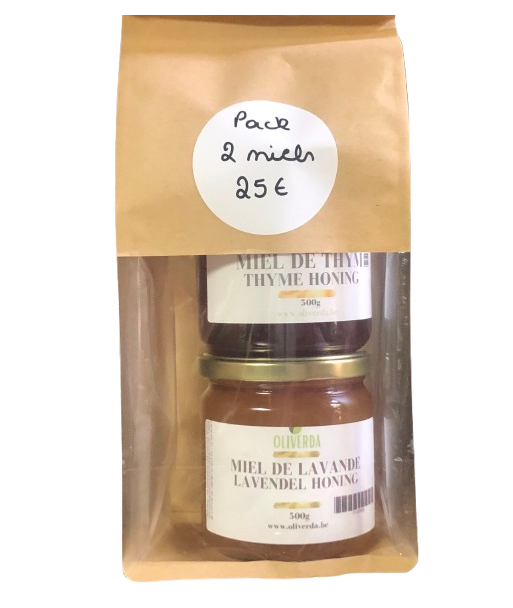 Pack
2 miels
25€
MIEL DE THYM
THYME HONING
500g
www.oliverda.be
OLIVERDA
MIEL DE LAVANDE
LAVENDEL HONING
500g
www.oliverda.be